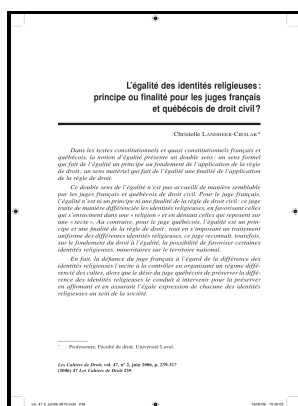 L'égalité des identités religieuses :
principe ou finalité pour les juges français
et québécois de droit civil ?
Christelle LANDHEER-CIESLAK*
Dans les textes constitutionnels et quasi constitutionnels français et
québécois, la notion d'égalité présente un double sens : un sens formel
qui fait de l'égalité un principe au fondement de l'application de la règle
de droit ; un sens matériel qui fait de l'égalité une finalité de l'application
de la règle de droit.
Ce double sens de l'égalité n'est pas accueilli de manière semblable
par les juges français et québécois de droit civil. Pour le juge français,
l'égalité n'est ni un principe ni une finalité de la règle de droit civil : ce juge
traite de manière différenciée les identités religieuses, en favorisant celles
qui s'enracinent dans une « religion » et en déniant celles qui reposent sur
une « secte ». Au contraire, pour le juge québécois, l'égalité est un prin-
cipe et une finalité de la règle de droit : tout en s'imposant un traitement
uniforme des différentes identités religieuses, ce juge reconnaît, toutefois,
sur le fondement du droit à l'égalité, la possibilité de favoriser certaines
identités religieuses, minoritaires sur le territoire national.
En fait, la défiance du juge français à l'égard de la différence des
identités religieuses l'incite à la contrôler en organisant un régime diffé-
rencié des cultes, alors que le désir du juge québécois de préserver la diffé-
rence des identités religieuses le conduit à intervenir pour la préserver
en affirmant et en assurant l'égale expression de chacune des identités
religieuses au sein de la société.
* Professeure, Faculté de droit, Université Laval.
Les Cahiers de Droit, vol. 47, n° 2, juin 2006, p. 239-317
(2006) 47 Les Cahiers de Droit 239